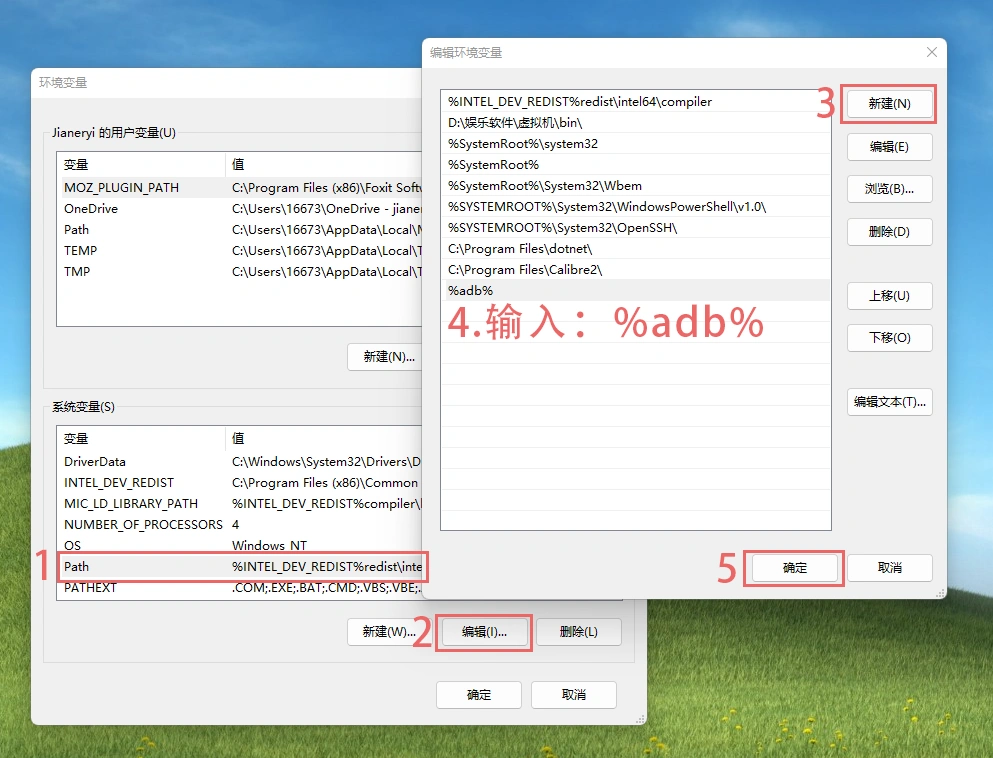 环境变量
Jianeryi 的用户变量(U)
变量 值
MOZ_PLUGIN_PATH C:\Program Files (x86)\Foxit Softw
OneDrive C:\Users\16673\OneDrive - jianer
Path C:\Users\16673\AppData\Local\M
TEMP C:\Users\16673\AppData\Local\T
TMP C:\Users\16673\AppData\Local\T
新建(N)...
系统变量(S)
变量 值
DriverData C:\Windows\System32\Drivers\D
INTEL_DEV_REDIST C:\Program Files (x86)\Common
MIC_LD_LIBRARY_PATH %INTEL_DEV_REDIST%compiler\l
NUMBER_OF_PROCESSORS 4
OS Windows_NT
1 Path %INTEL_DEV_REDIST%redist\inte
PATHEXT .COM;.EXE;.BAT;.CMD;.VBS;.VBE;.
新建(W)... 2 编辑(I)... 删除(L)
确定 取消
编辑环境变量
%INTEL_DEV_REDIST%redist\intel64\compiler
D:\娱乐软件\虚拟机\bin\
%SystemRoot%\system32
%SystemRoot%
%SystemRoot%\System32\Wbem
%SYSTEMROOT%\System32\WindowsPowerShell\v1.0\
%SYSTEMROOT%\System32\OpenSSH\
C:\Program Files\dotnet\
C:\Program Files\Calibre2\
%adb%
4.输入：%adb%
3 新建(N)
编辑(E)
浏览(B)...
删除(D)
上移(U)
下移(O)
编辑文本(T)...
5 确定 取消